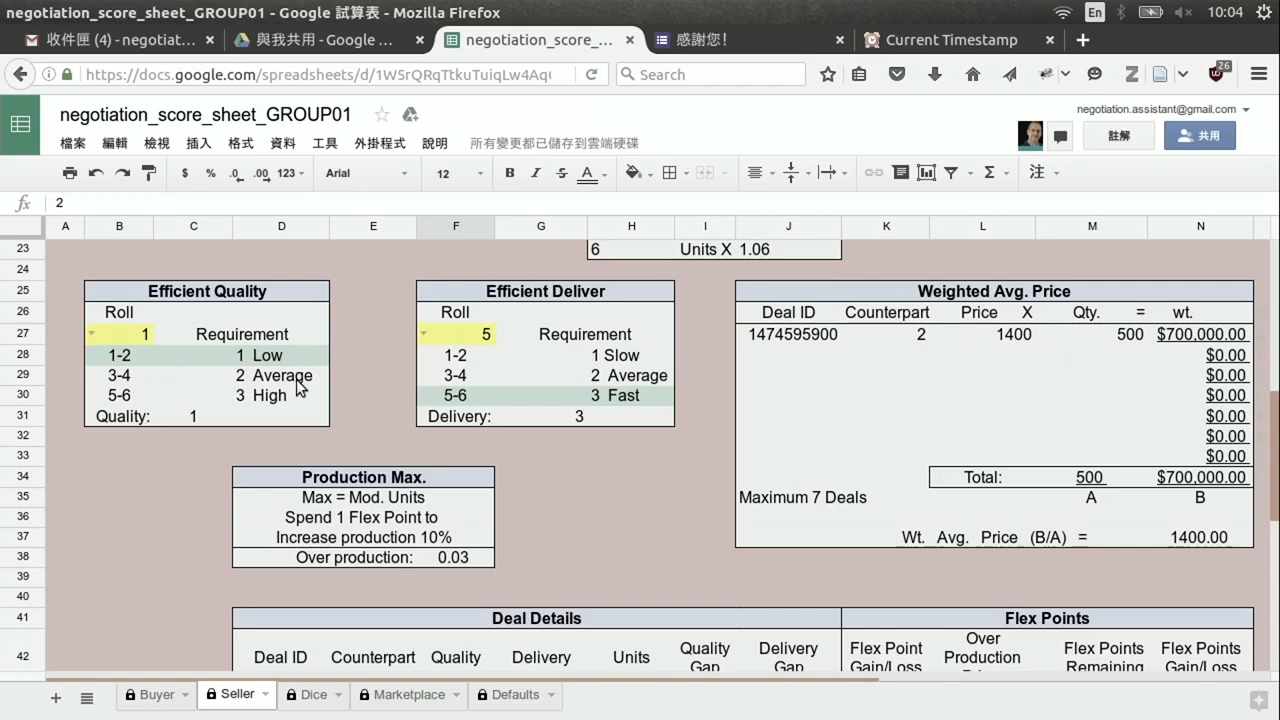 negotiation_score_sheet_GROUP01 - Google 試算表 - Mozilla Firefox
En
10:04
收件匣 (4) - negotiat... ×
與我共用 - Google ... ×
negotiation_score_sh... ×
感謝您! ×
Current Timestamp ×
https://docs.google.com/spreadsheets/d/1W5rQRqTtkuTuiqLw4Aq
Search
26
negotiation_score_sheet_GROUP01
negotiation.assistant@gmail.com
檔案 編輯 檢視 插入 格式 資料 工具 外掛程式 說明 所有變更都已儲存到雲端硬碟
註解
共用
$ % .0 .00 123 Arial 12 B I S A Σ 注
fx 2
A B C D E F G H I J K L M N
23 6 Units X 1.06
24
25 Efficient Quality Efficient Deliver Weighted Avg. Price
26 Roll Roll Deal ID Counterpart Price X Qty. = wt.
27 1 Requirement 5 Requirement 1474595900 2 1400 500 $700,000.00
28 1-2 1 Low 1-2 1 Slow $0.00
29 3-4 2 Average 3-4 2 Average $0.00
30 5-6 3 High 5-6 3 Fast $0.00
31 Quality: 1 Delivery: 3 $0.00
32 $0.00
33 $0.00
34 Production Max. Total: 500 $700,000.00
35 Max = Mod. Units Maximum 7 Deals A B
36 Spend 1 Flex Point to
37 Increase production 10% Wt. Avg. Price (B/A) = 1400.00
38 Over production: 0.03
39
40
41 Deal Details Flex Points
42 Deal ID Counterpart Quality Delivery Units Quality Gap Delivery Gap Flex Point Gain/Loss Over Production Flex Points Remaining Flex Points Gain/Loss
Buyer Seller Dice Marketplace Defaults